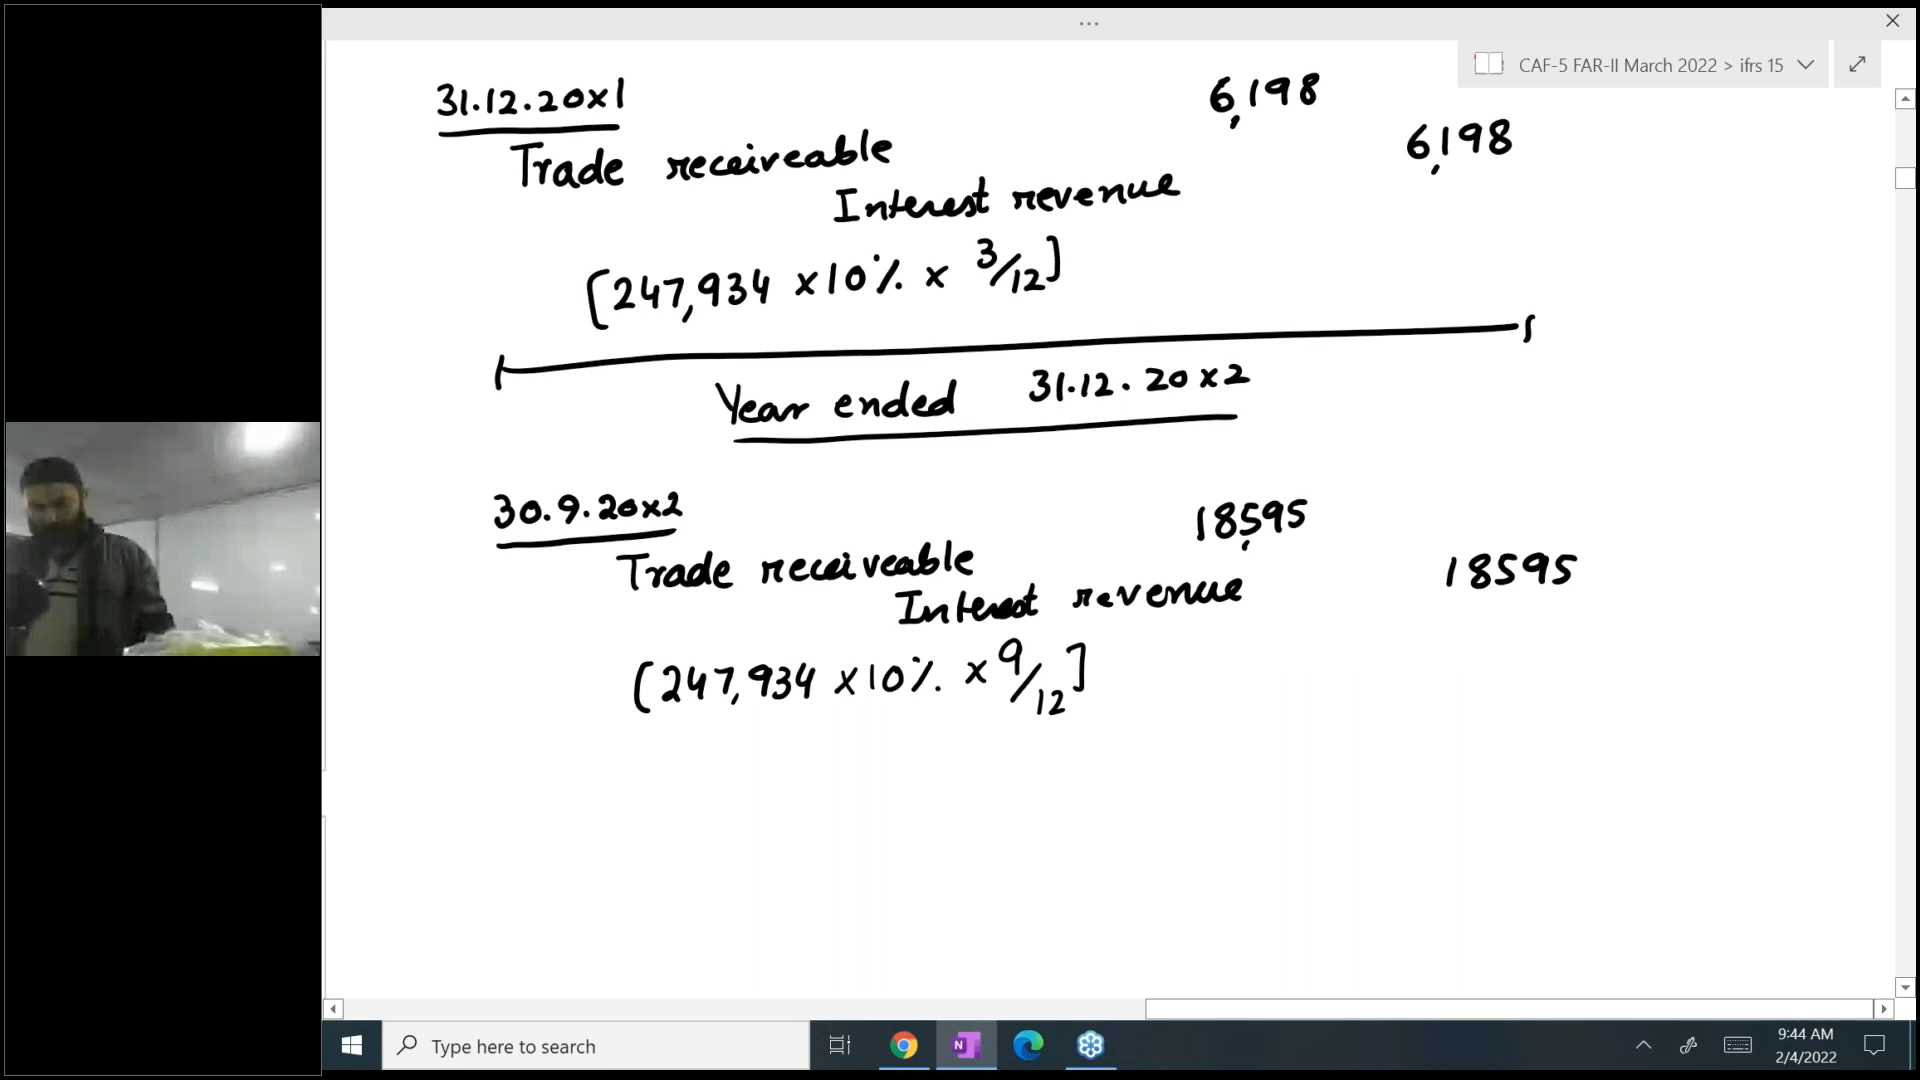 CAF-5 FAR-II March 2022 > ifrs 15
31.12.20x1
6,198
Trade receiveable
6,198
Interest revenue
[247,934 x10% x 3/12]
Year ended 31.12.20x2
30.9.20x2
18,595
Trade receiveable
18595
Interest revenue
[247,934 x10% x 9/12]
Type here to search
N
9:44 AM
2/4/2022